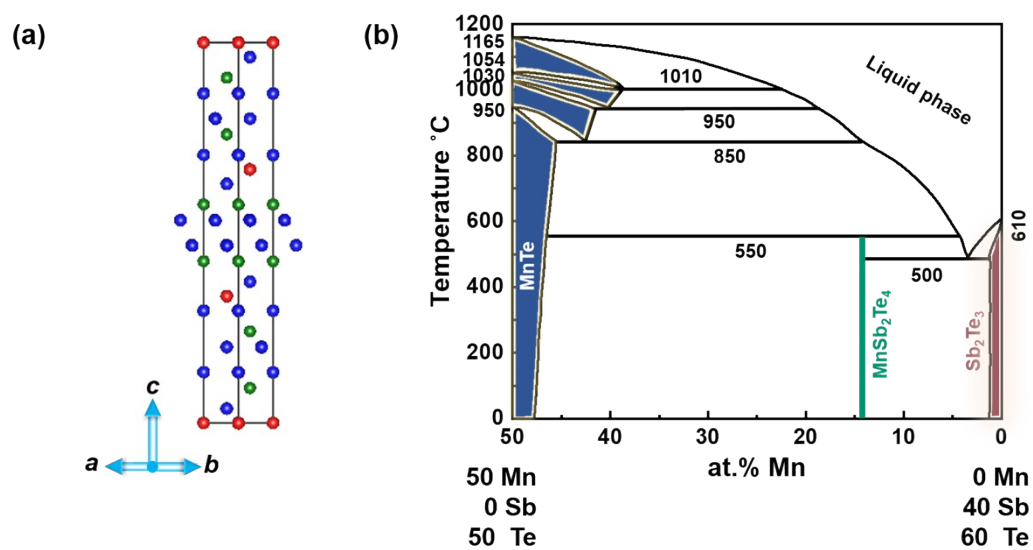 (a)
c
a
b
(b)
Temperature ˚C
1200
1165
1054
1030
1000
950
800
600
400
200
0
Liquid phase
1010
950
850
550
500
610
MnTe
MnSb₂Te₄
Sb₂Te₃
50
40
30
20
10
0
at.% Mn
50 Mn
0 Sb
50 Te
0 Mn
40 Sb
60 Te